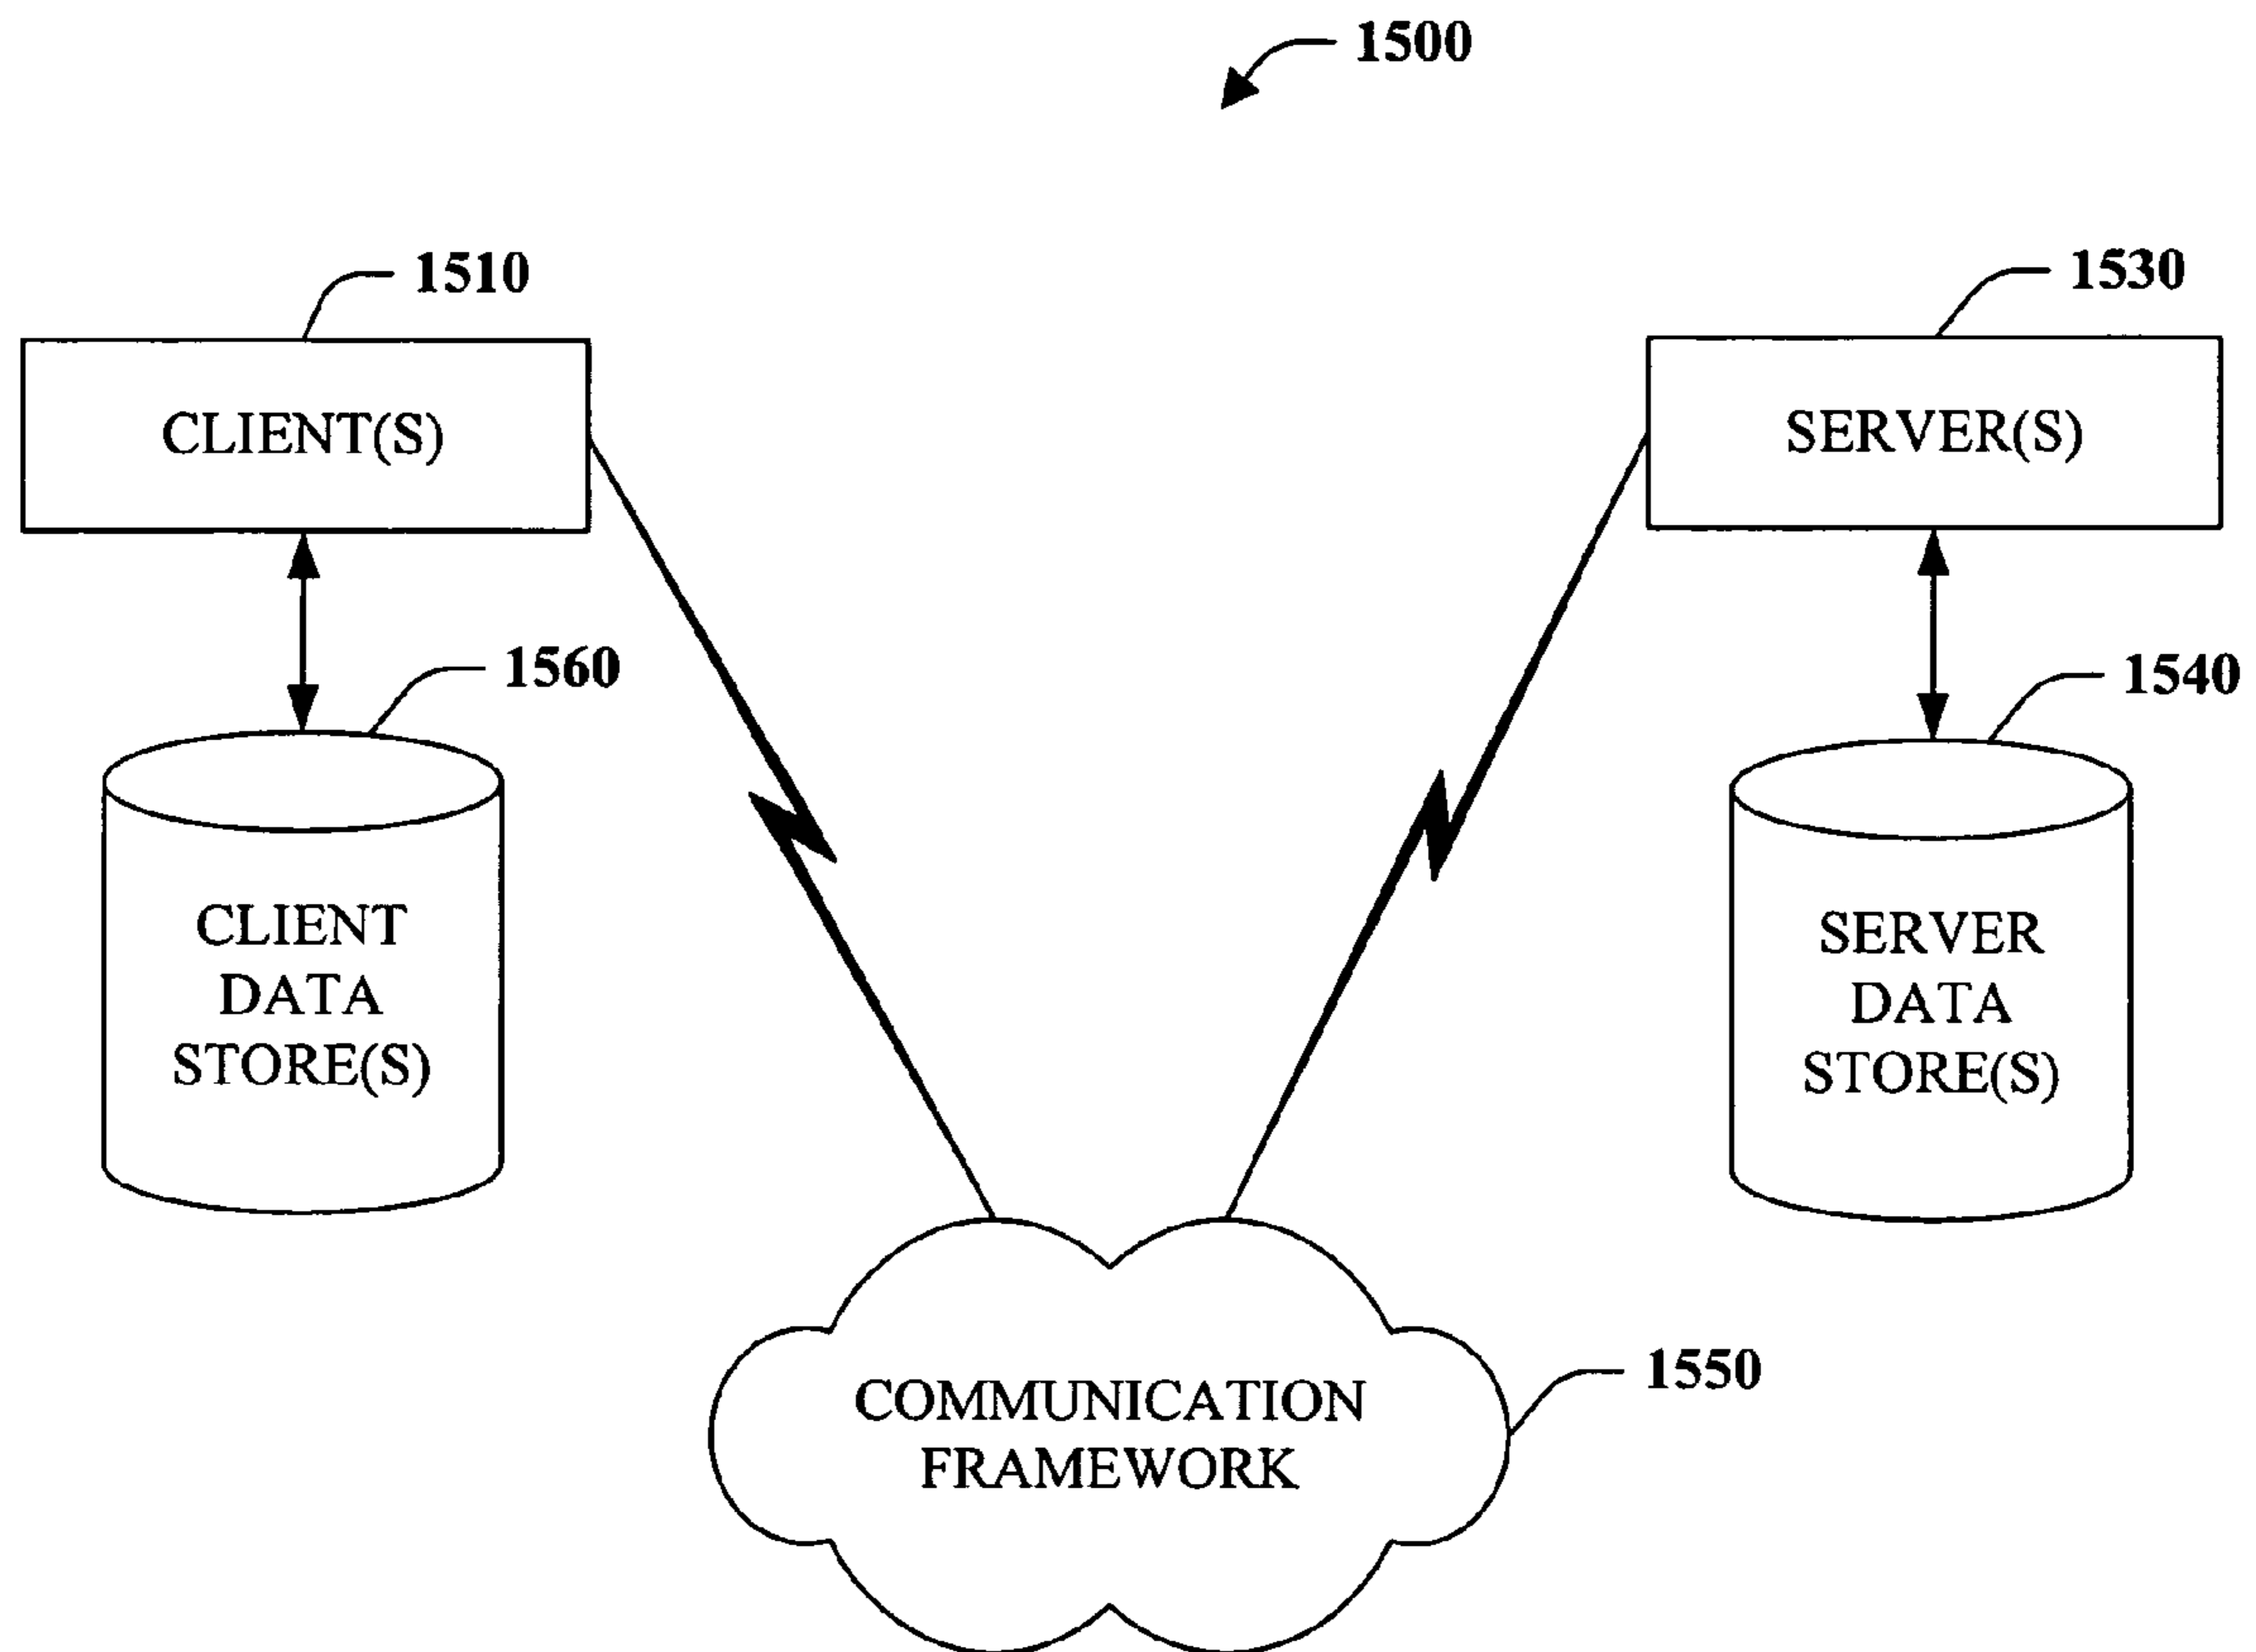 1500
1510
1530
CLIENT(S)
SERVER(S)
1560
1540
CLIENT
DATA
STORE(S)
SERVER
DATA
STORE(S)
1550
COMMUNICATION
FRAMEWORK